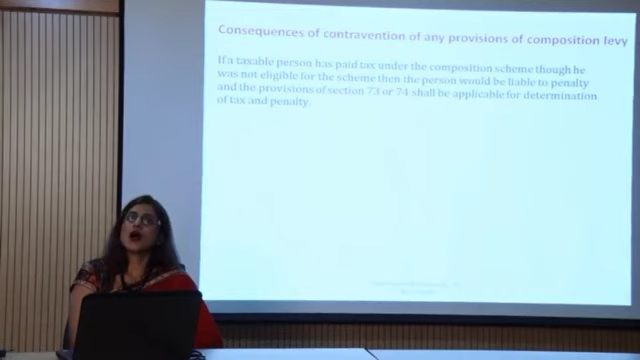 Consequences of contravention of any provisions of composition levy
If a taxable person has paid tax under the composition scheme though he
was not eligible for the scheme then the person would be liable to penalty
and the provisions of section 73 or 74 shall be applicable for determination
of tax and penalty.